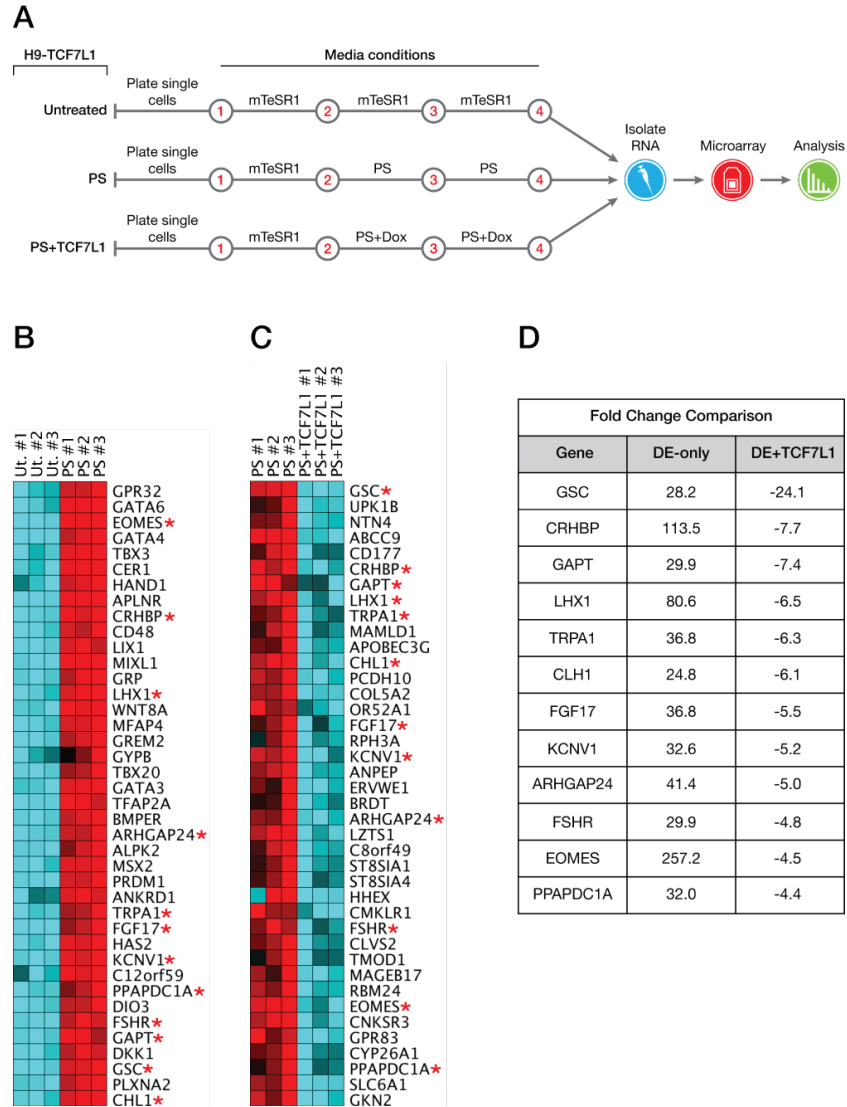 A
H9-TCF7L1
Media conditions
Untreated
Plate single
cells
1
mTeSR1
2
mTeSR1
3
mTeSR1
4
PS
Plate single
cells
1
mTeSR1
2
PS
3
PS
4
PS+TCF7L1
Plate single
cells
1
mTeSR1
2
PS+Dox
3
PS+Dox
4
Isolate
RNA
Microarray
Analysis
B
Ut. #1
Ut. #2
Ut. #3
PS #1
PS #2
PS #3
GPR32
GATA6
EOMES*
GATA4
TBX3
CER1
HAND1
APLNR
CRHBP*
CD48
LIX1
MIXL1
GRP
LHX1*
WNT8A
MFAP4
GREM2
GYPB
TBX20
GATA3
TFAP2A
BMPER
ARHGAP24*
ALPK2
MSX2
PRDM1
ANKRD1
TRPA1*
FGF17*
HAS2
KCNV1*
C12orf59
PPAPDC1A*
DIO3
FSHR*
GAPT*
DKK1
GSC*
PLXNA2
CHL1*
C
PS #1
PS #2
PS #3
PS+TCF7L1 #1
PS+TCF7L1 #2
PS+TCF7L1 #3
GSC*
UPK1B
NTN4
ABCC9
CD177
CRHBP*
GAPT*
LHX1*
TRPA1*
MAMLD1
APOBEC3G
CHL1*
PCDH10
COL5A2
OR52A1
FGF17*
RPH3A
KCNV1*
ANPEP
ERVWE1
BRDT
ARHGAP24*
LZTS1
C8orf49
ST8SIA1
ST8SIA4
HHEX
CMKLR1
FSHR*
CLVS2
TMOD1
MAGEB17
RBM24
EOMES*
CNKSR3
GPR83
CYP26A1
PPAPDC1A*
SLC6A1
GKN2
D
Fold Change Comparison
Gene DE-only DE+TCF7L1
GSC 28.2 -24.1
CRHBP 113.5 -7.7
GAPT 29.9 -7.4
LHX1 80.6 -6.5
TRPA1 36.8 -6.3
CLH1 24.8 -6.1
FGF17 36.8 -5.5
KCNV1 32.6 -5.2
ARHGAP24 41.4 -5.0
FSHR 29.9 -4.8
EOMES 257.2 -4.5
PPAPDC1A 32.0 -4.4